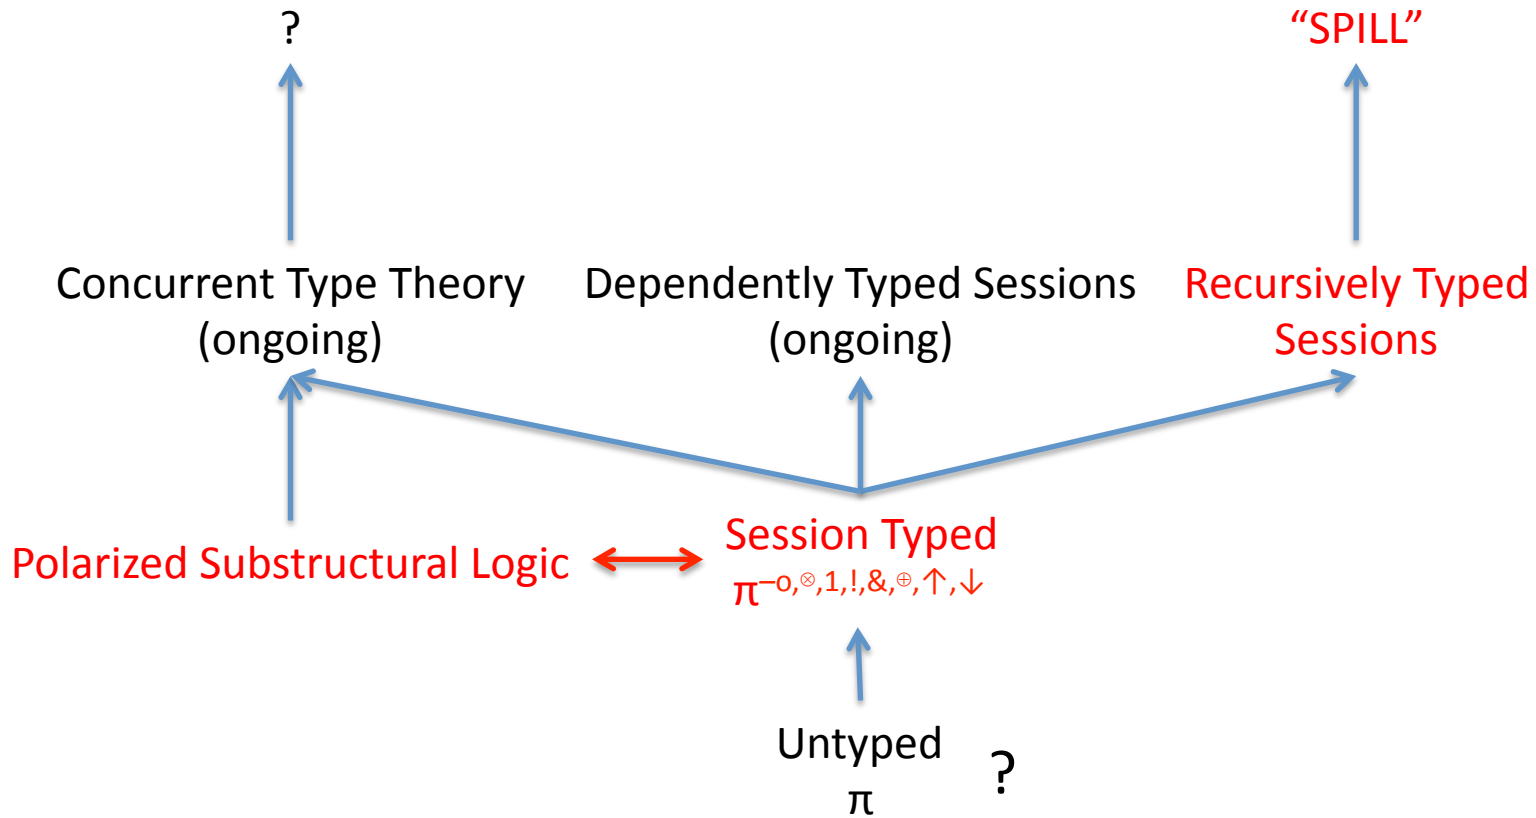 ?
“SPILL”
Concurrent Type Theory
(ongoing)
Dependently Typed Sessions
(ongoing)
Recursively Typed
Sessions
Polarized Substructural Logic
Session Typed
π–o,⊗,1,!,&,⊕,↑,↓
Untyped
π
?